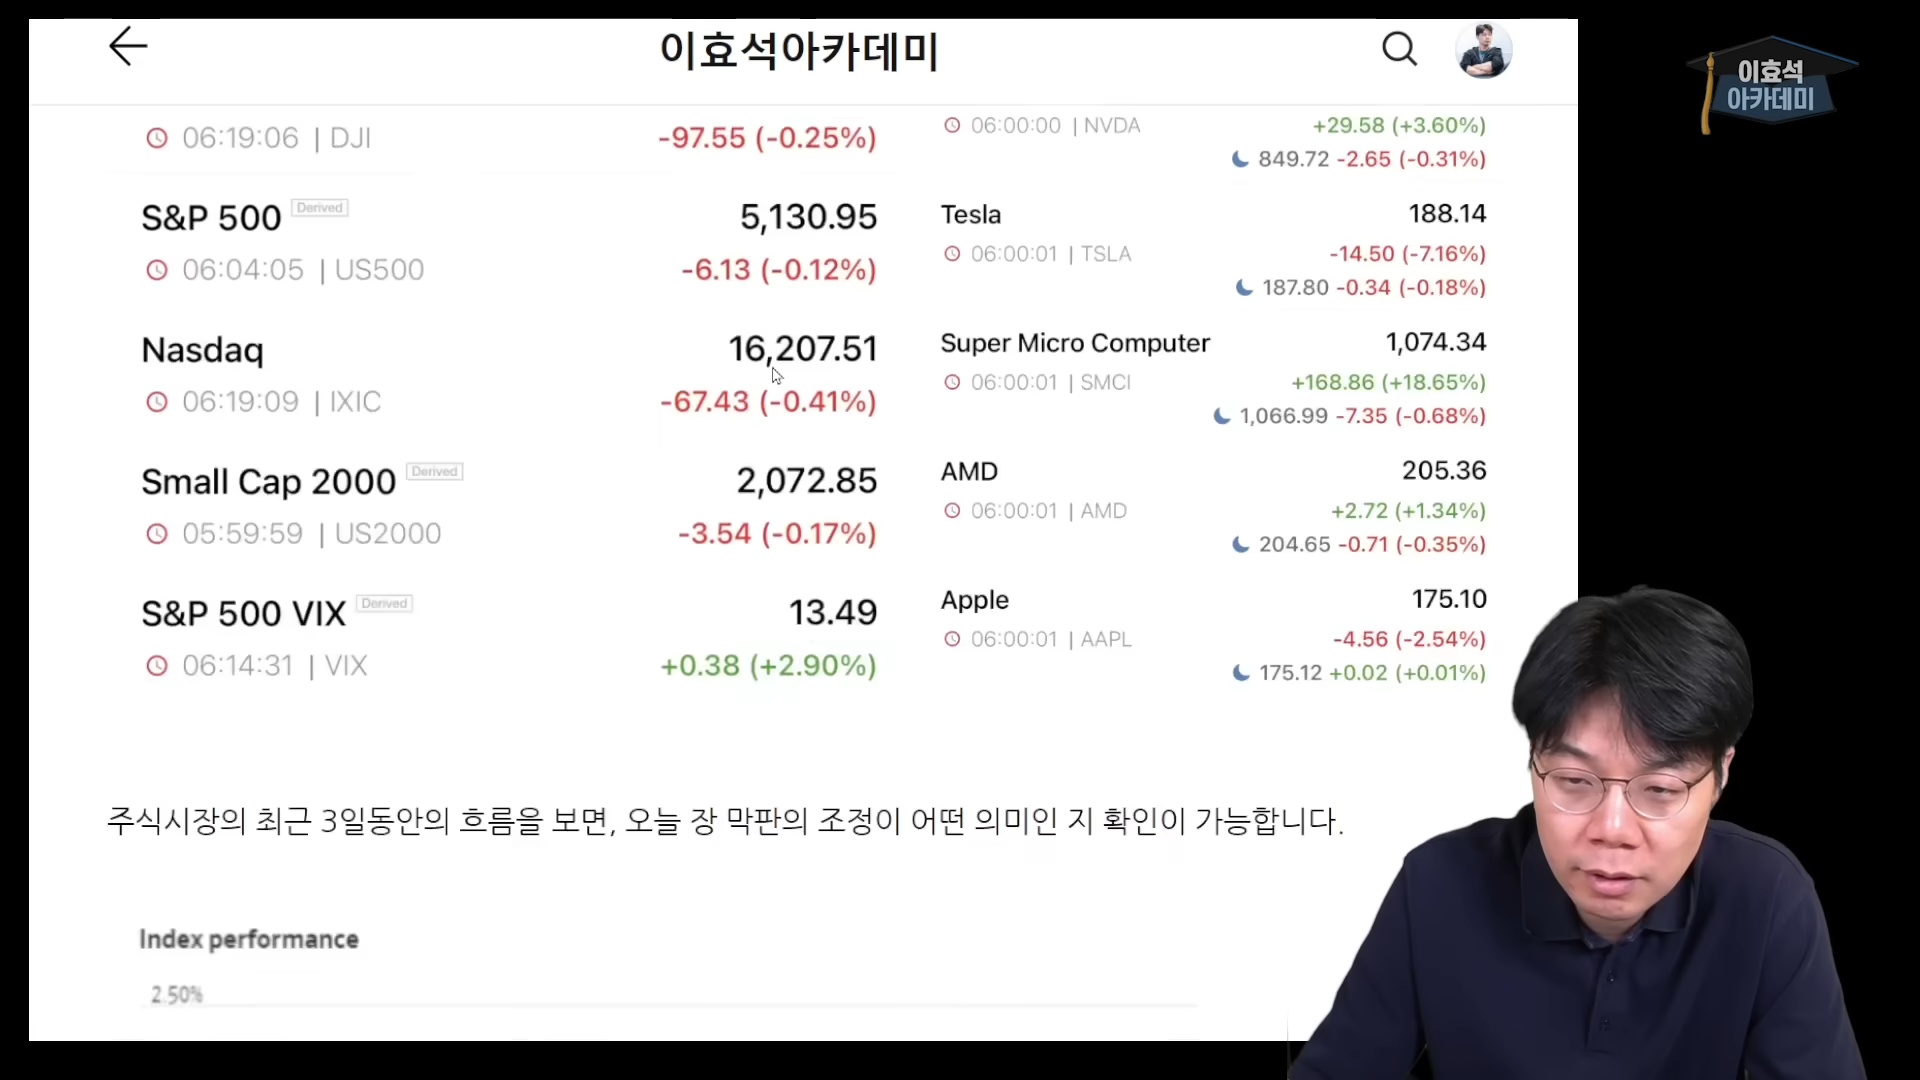 이효석아카데미
이효석
아카데미
06:19:06 | DJI
-97.55 (-0.25%)
S&P 500 Derived
5,130.95
06:04:05 | US500
-6.13 (-0.12%)
Nasdaq
16,207.51
06:19:09 | IXIC
-67.43 (-0.41%)
Small Cap 2000 Derived
2,072.85
05:59:59 | US2000
-3.54 (-0.17%)
S&P 500 VIX Derived
13.49
06:14:31 | VIX
+0.38 (+2.90%)
06:00:00 | NVDA
+29.58 (+3.60%)
849.72 -2.65 (-0.31%)
Tesla
188.14
06:00:01 | TSLA
-14.50 (-7.16%)
187.80 -0.34 (-0.18%)
Super Micro Computer
1,074.34
06:00:01 | SMCI
+168.86 (+18.65%)
1,066.99 -7.35 (-0.68%)
AMD
205.36
06:00:01 | AMD
+2.72 (+1.34%)
204.65 -0.71 (-0.35%)
Apple
175.10
06:00:01 | AAPL
-4.56 (-2.54%)
175.12 +0.02 (+0.01%)
주식시장의 최근 3일동안의 흐름을 보면, 오늘 장 막판의 조정이 어떤 의미인 지 확인이 가능합니다.
Index performance
2.50%